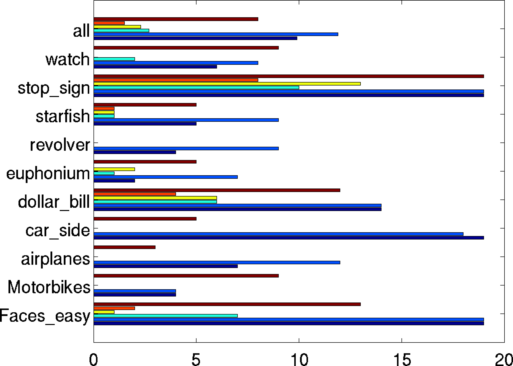 all
watch
stop_sign
starfish
revolver
euphonium
dollar_bill
car_side
airplanes
Motorbikes
Faces_easy
0 5 10 15 20